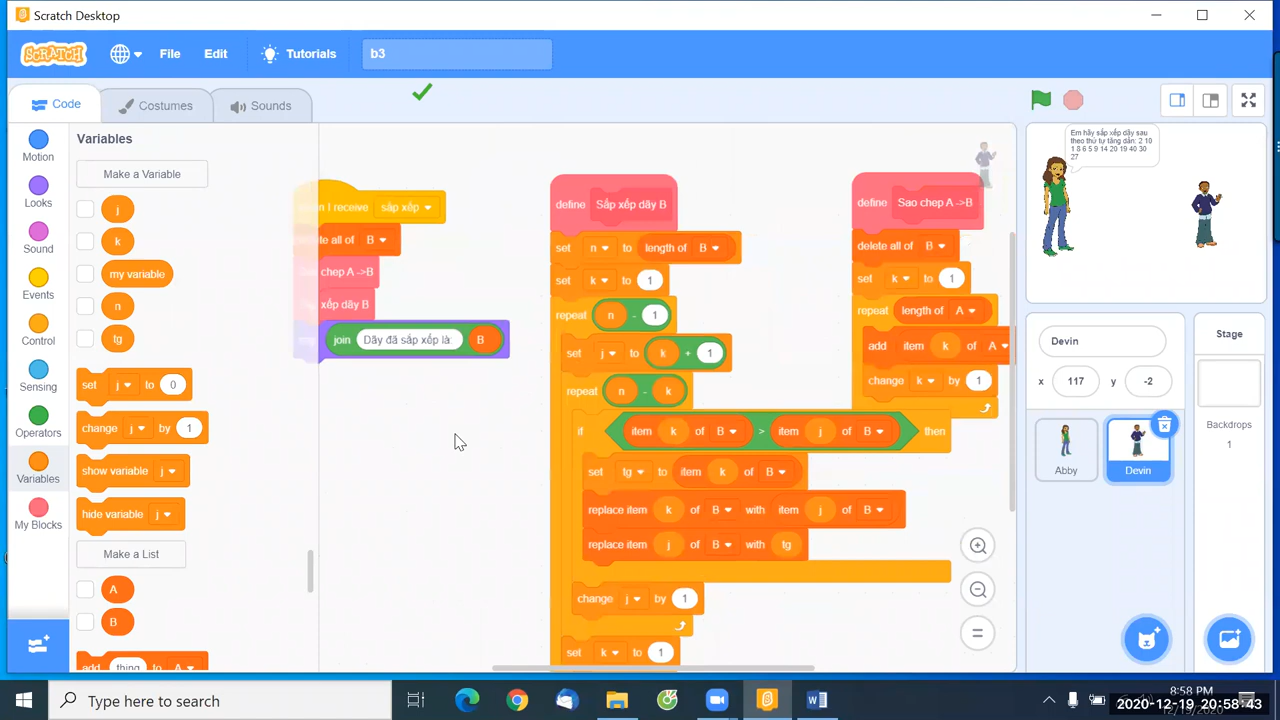 Scratch Desktop
SCRATCH
File
Edit
Tutorials
b3
Code
Costumes
Sounds
Motion
Looks
Sound
Events
Control
Sensing
Operators
Variables
My Blocks
Variables
Make a Variable
j
k
my variable
n
tg
set j to 0
change j by 1
show variable j
hide variable j
Make a List
A
B
add thing to A
I receive sắp xếp
all of B
chep A ->B
xếp dãy B
join Dãy đã sắp xếp là: B
define Sắp xếp dãy B
set n to length of B
set k to 1
repeat n - 1
set j to k + 1
repeat n - k
if item k of B > item j of B then
set tg to item k of B
replace item k of B with item j of B
replace item j of B with tg
change j by 1
set k to 1
define Sao chep A ->B
delete all of B
set k to 1
repeat length of A
add item k of A
change k by 1
Em hãy sắp xếp dãy sau
theo thứ tự tăng dần: 2 10
1 8 6 5 9 14 20 19 40 30
27
Devin
x 117 y -2
Abby
Devin
Stage
Backdrops
1
Type here to search
8:58 PM
2020-12-19 20:58:43